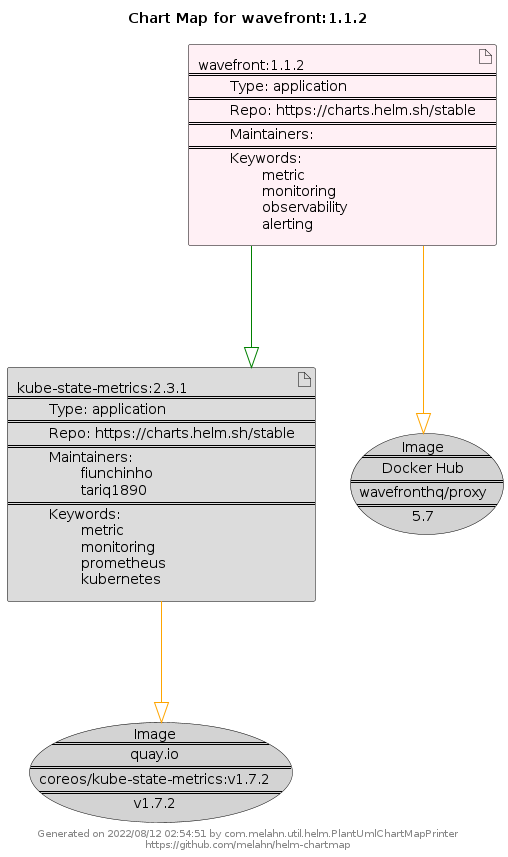 Chart Map for wavefront:1.1.2
wavefront:1.1.2
Type: application
Repo: https://charts.helm.sh/stable
Maintainers:
Keywords:
metric
monitoring
observability
alerting
kube-state-metrics:2.3.1
Type: application
Repo: https://charts.helm.sh/stable
Maintainers:
fiunchinho
tariq1890
Keywords:
metric
monitoring
prometheus
kubernetes
Image
Docker Hub
wavefronthq/proxy
5.7
Image
quay.io
coreos/kube-state-metrics:v1.7.2
v1.7.2
Generated on 2022/08/12 02:54:51 by com.melahn.util.helm.PlantUmlChartMapPrinter
https://github.com/melahn/helm-chartmap